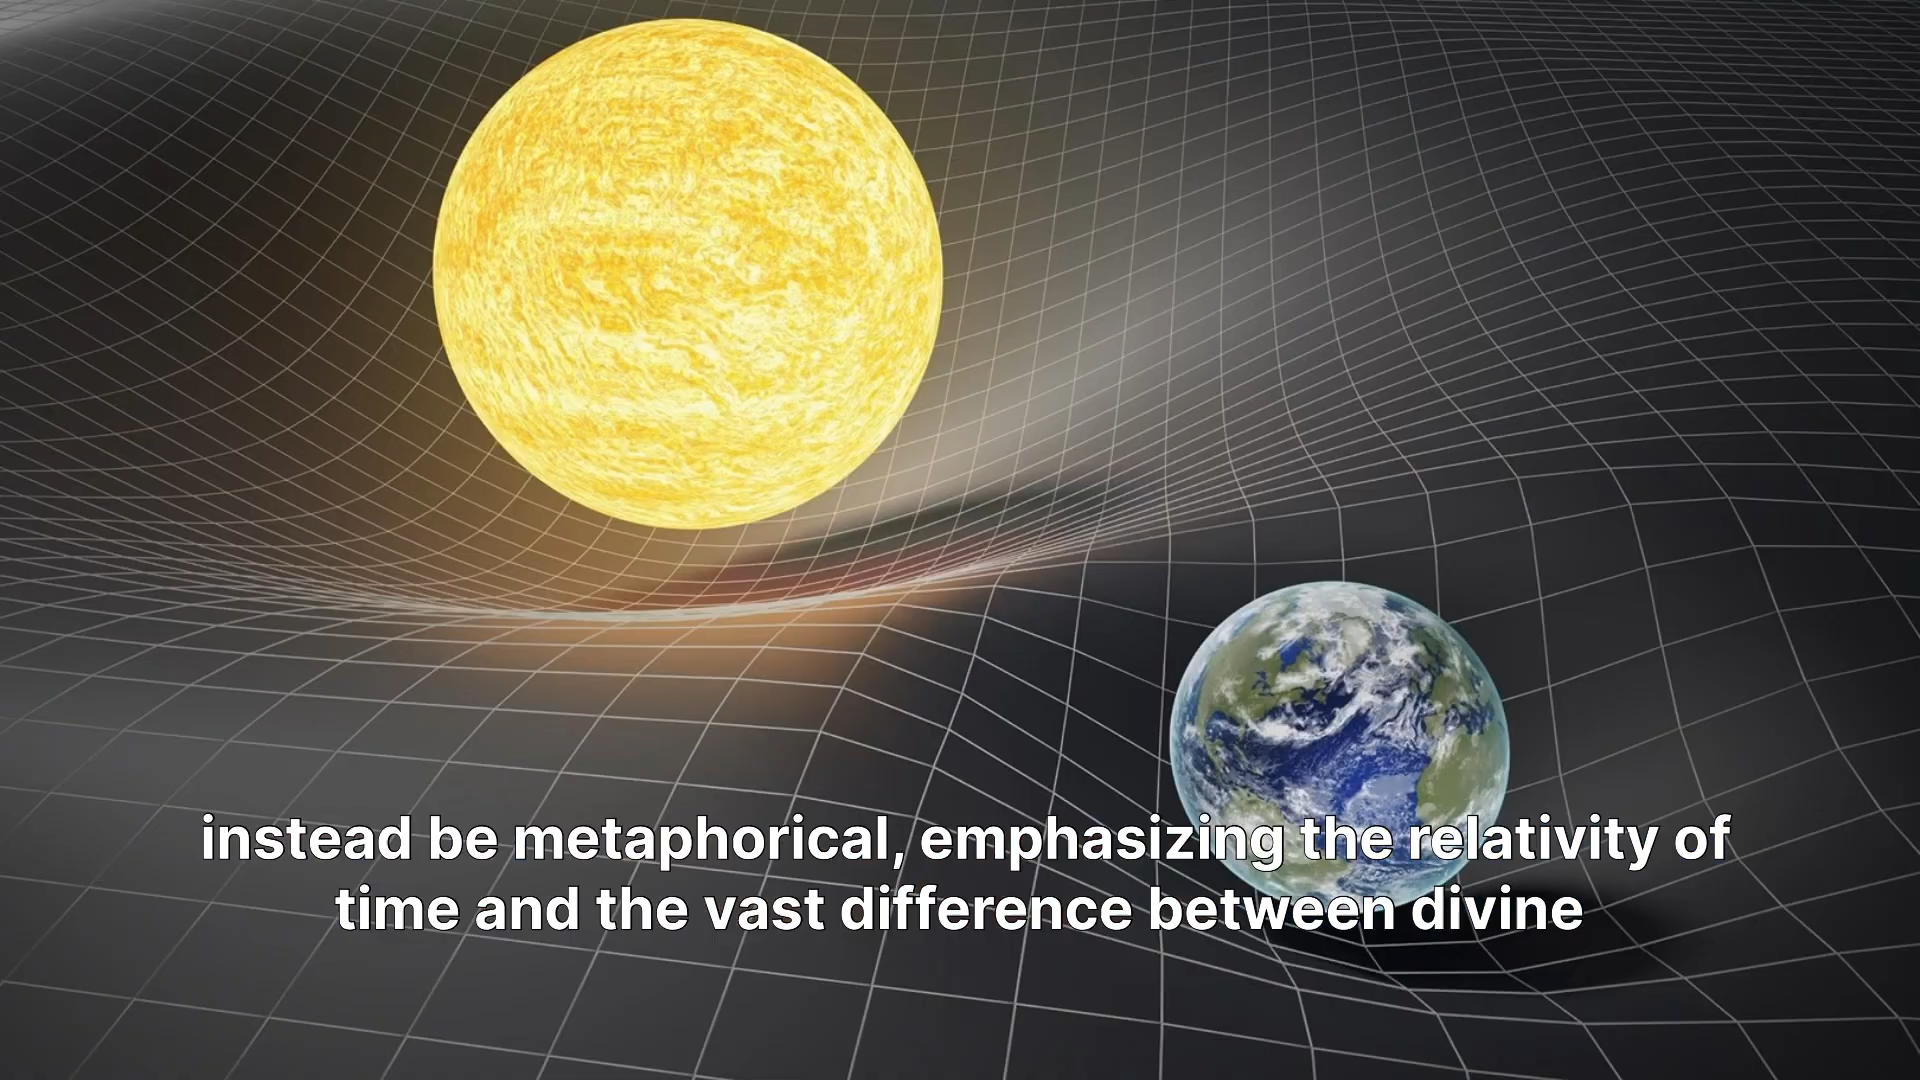 instead be metaphorical, emphasizing the relativity of
time and the vast difference between divine